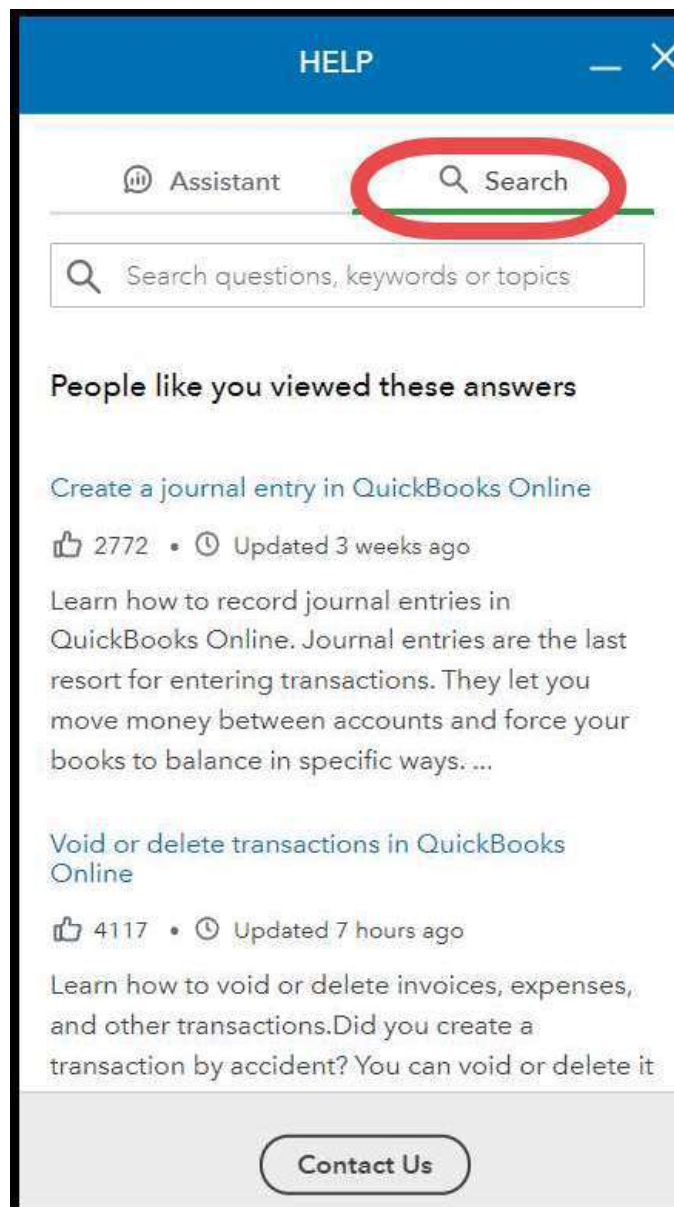 HELP
Assistant
Search
Search questions, keywords or topics
People like you viewed these answers
Create a journal entry in QuickBooks Online
2772 • Updated 3 weeks ago
Learn how to record journal entries in
QuickBooks Online. Journal entries are the last
resort for entering transactions. They let you
move money between accounts and force your
books to balance in specific ways. ...
Void or delete transactions in QuickBooks
Online
4117 • Updated 7 hours ago
Learn how to void or delete invoices, expenses,
and other transactions.Did you create a
transaction by accident? You can void or delete it
Contact Us